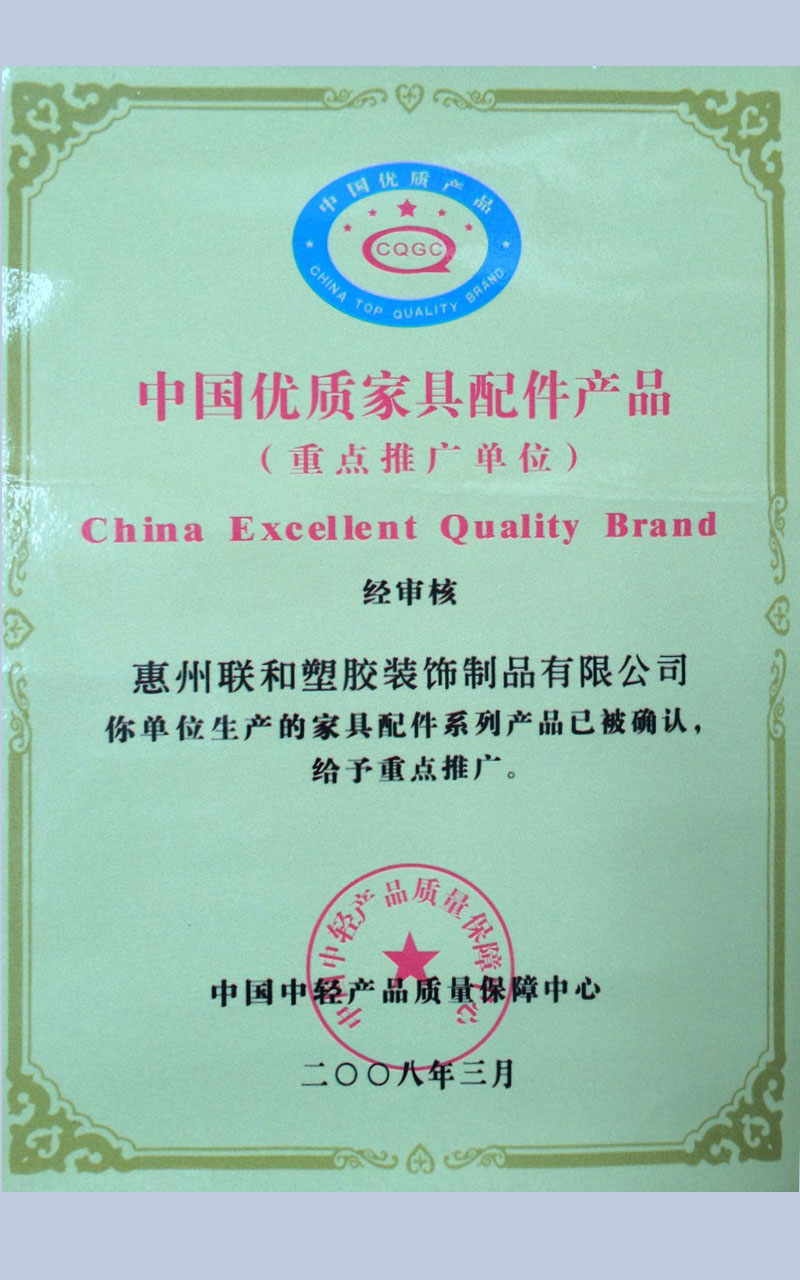 中国优质产品
CQGC
CHINA TOP QUALITY BRAND
中国优质家具配件产品
（重点推广单位）
China Excellent Quality Brand
经审核
惠州联和塑胶装饰制品有限公司
你单位生产的家具配件系列产品已被确认，
给予重点推广。
中国中轻产品质量保障中心
中国中轻产品质量保障中心
二〇〇八年三月